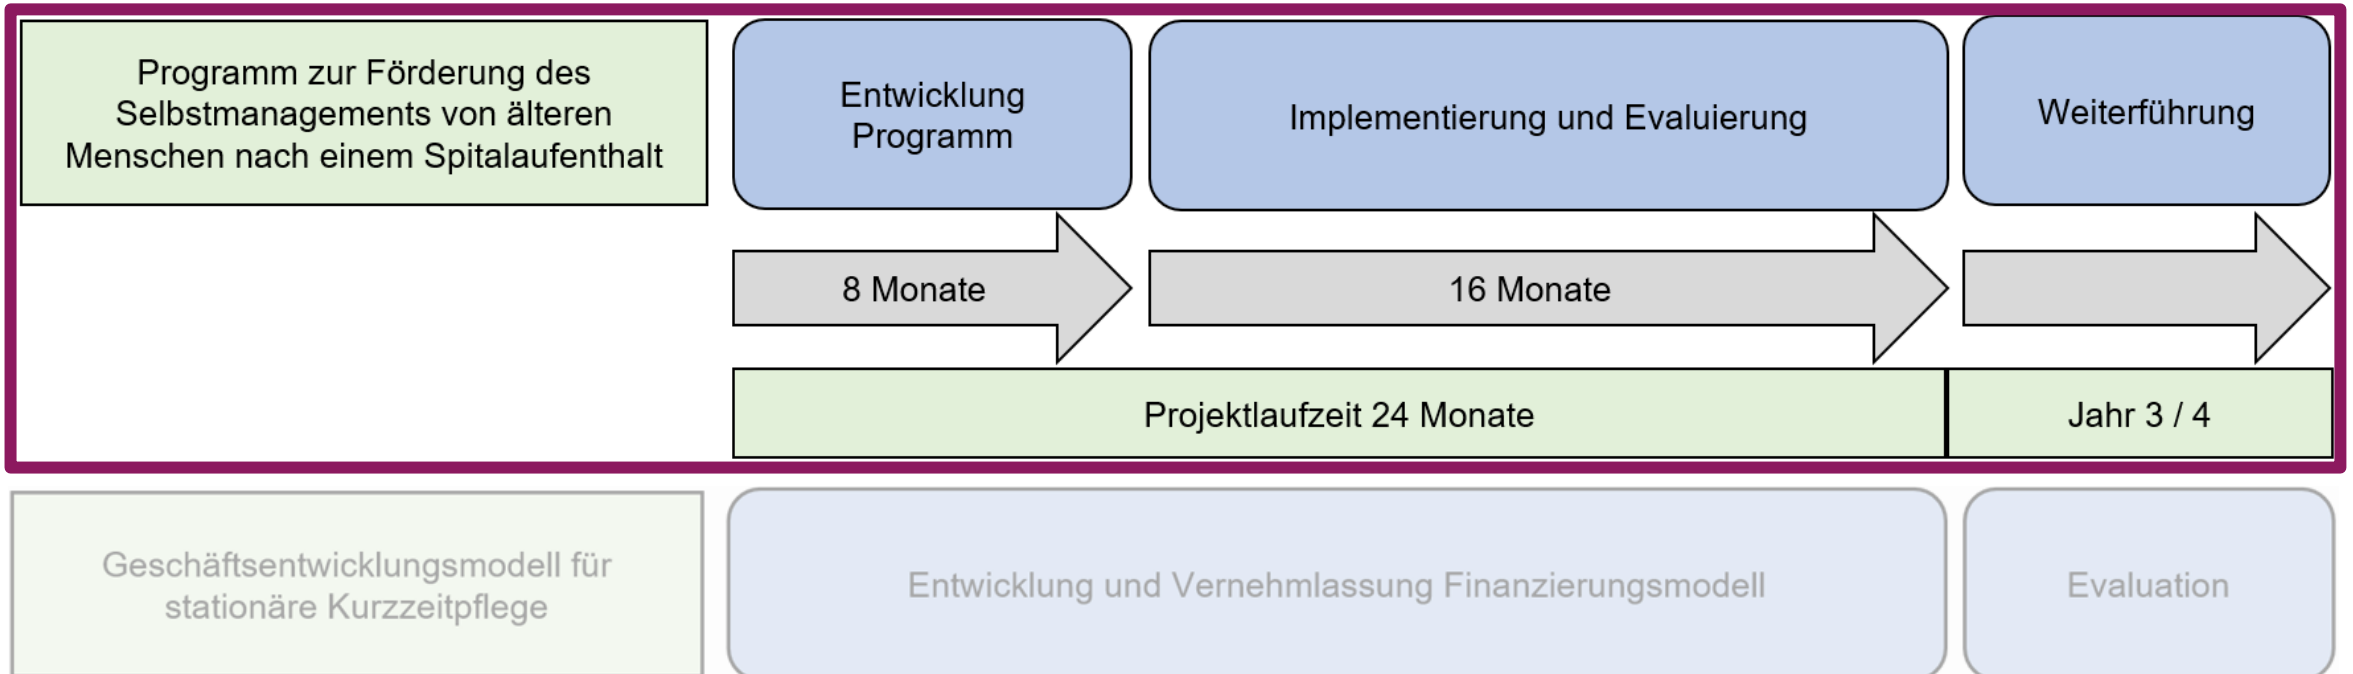 Programm zur Förderung des
Selbstmanagements von älteren
Menschen nach einem Spitalaufenthalt
Entwicklung
Programm
Implementierung und Evaluierung
Weiterführung
8 Monate
16 Monate
Projektlaufzeit 24 Monate
Jahr 3 / 4
Geschäftsentwicklungsmodell für
stationäre Kurzzeitpflege
Entwicklung und Vernehmlassung Finanzierungsmodell
Evaluation